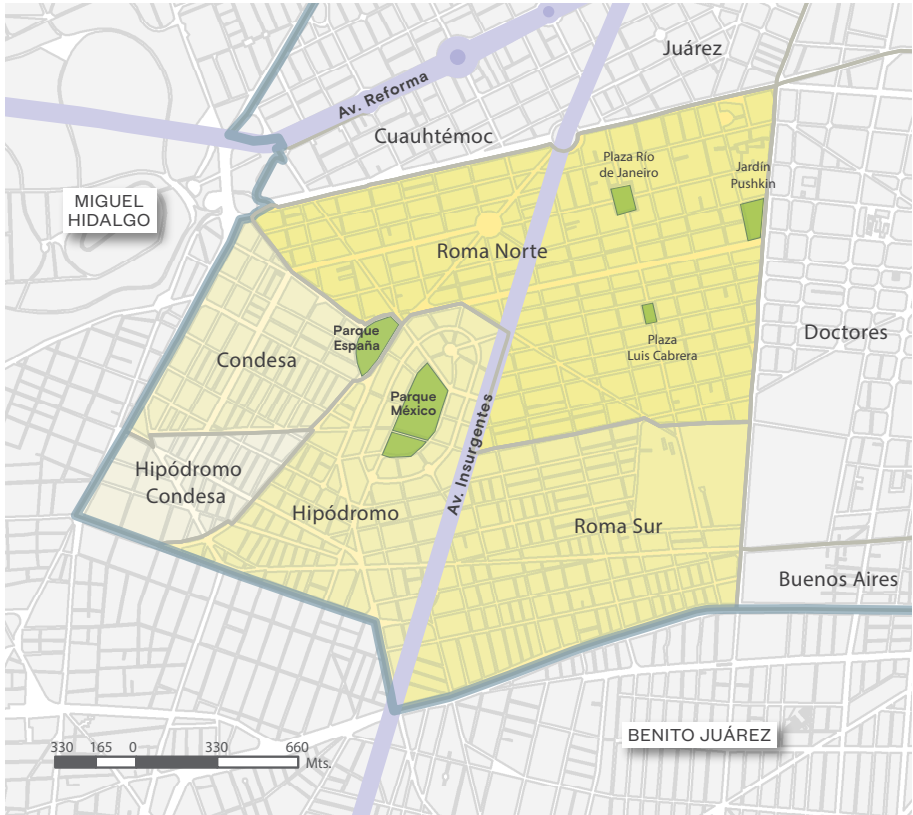 Juárez
Av. Reforma
Cuauhtémoc
Plaza Río
de Janeiro
Jardín
Pushkin
MIGUEL
HIDALGO
Roma Norte
Parque
España
Condesa
Plaza
Luis Cabrera
Doctores
Parque
México
Av. Insurgentes
Hipódromo
Condesa
Hipódromo
Roma Sur
Buenos Aires
BENITO JUÁREZ
330 165 0 330 660
Mts.